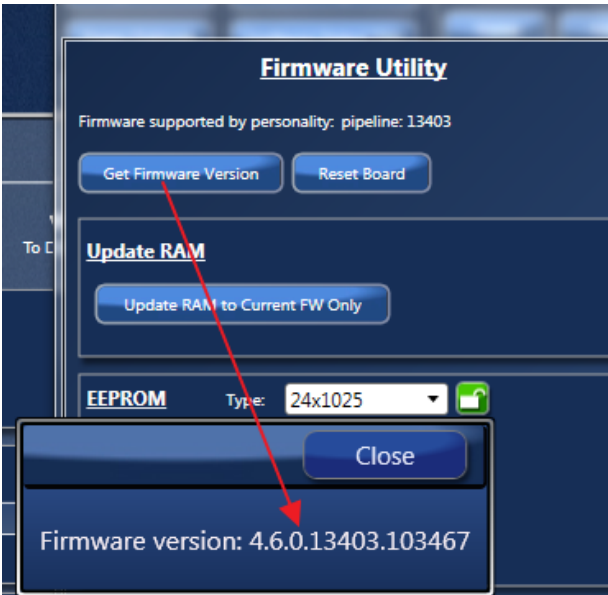 Firmware Utility
Firmware supported by personality: pipeline: 13403
Get Firmware Version Reset Board
To
Update RAM
Update RAM to Current FW Only
EEPROM Type: 24x1025
Close
Firmware version: 4.6.0.13403.103467